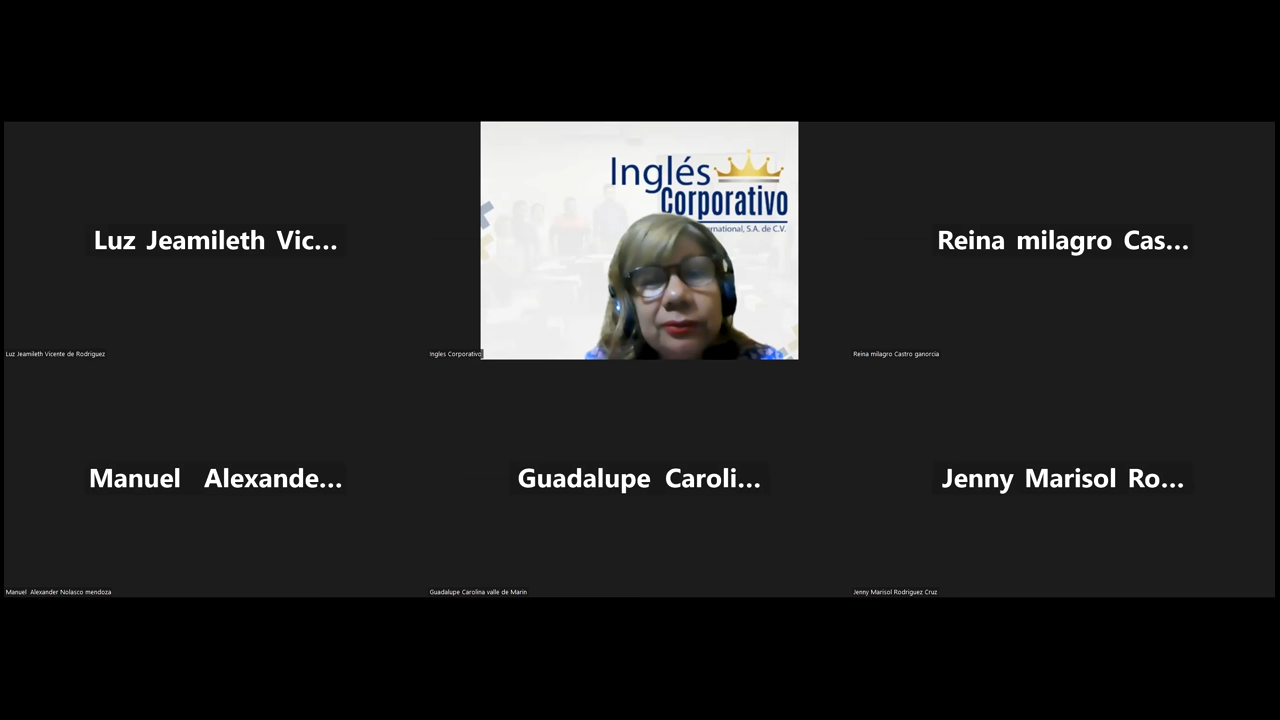 Inglés
Corporativo
rnational, S.A. de C.V.
Luz Jeamileth Vic...
Reina milagro Cas...
Luz Jeamileth Vicente de Rodriguez
Ingles Corporativo
Reina milagro Castro ganorcia
Manuel Alexande...
Guadalupe Caroli...
Jenny Marisol Ro...
Manuel Alexander Nolasco mendoza
Guadalupe Carolina valle de Marin
Jenny Marisol Rodriguez Cruz